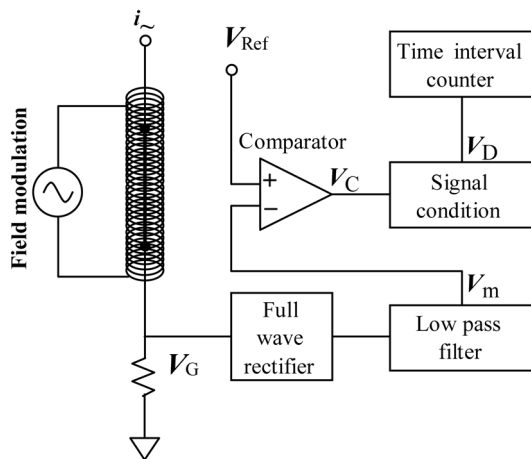 i~
VRef
Time interval
counter
Comparator
VD
VC
+
−
Signal
condition
Field modulation
Vm
Full
wave
rectifier
Low pass
filter
VG